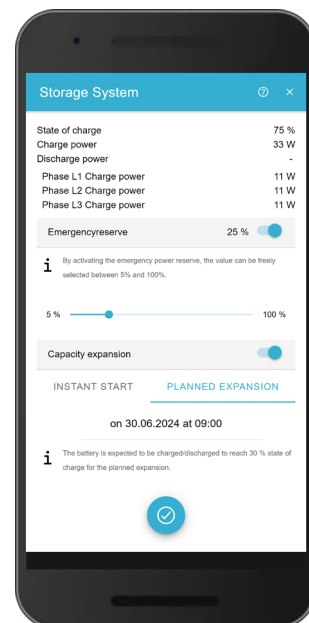 Storage System
State of charge 75 %
Charge power 33 W
Discharge power -
Phase L1 Charge power 11 W
Phase L2 Charge power 11 W
Phase L3 Charge power 11 W
Emergencyreserve 25 %
By activating the emergency power reserve, the value can be freely
selected between 5% and 100%.
5 % 100 %
Capacity expansion
INSTANT START PLANNED EXPANSION
on 30.06.2024 at 09:00
The battery is expected to be charged/discharged to reach 30 % state of
charge for the planned expansion.